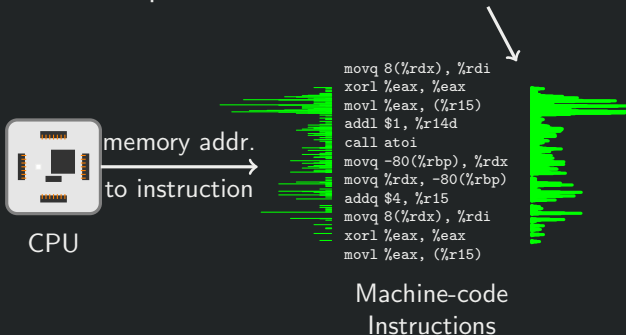 movq 8(%rdx), %rdi
xorl %eax, %eax
movl %eax, (%r15)
addl $1, %r14d
call atoi
movq -80(%rbp), %rdx
movq %rdx, -80(%rbp)
addq $4, %r15
movq 8(%rdx), %rdi
xorl %eax, %eax
movl %eax, (%r15)
memory addr.
to instruction
CPU
Machine-code
Instructions